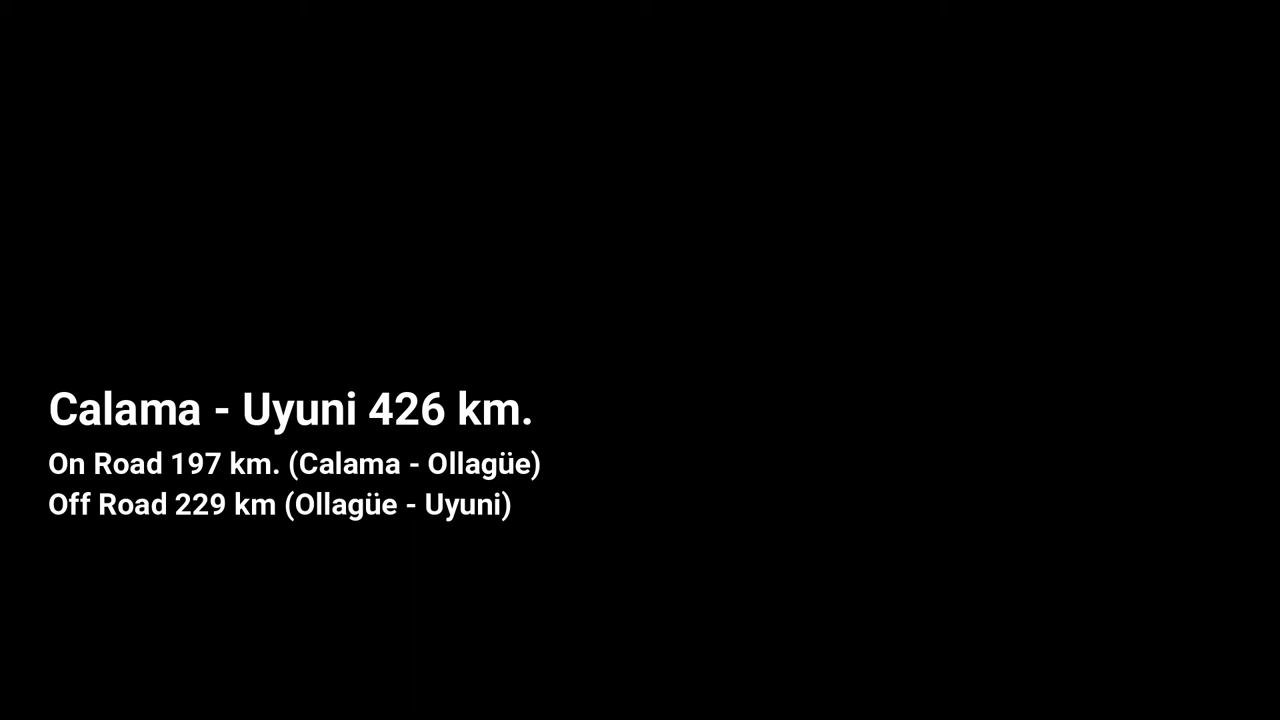 Calama - Uyuni 426 km.
On Road 197 km. (Calama - Ollagüe)
Off Road 229 km (Ollagüe - Uyuni)